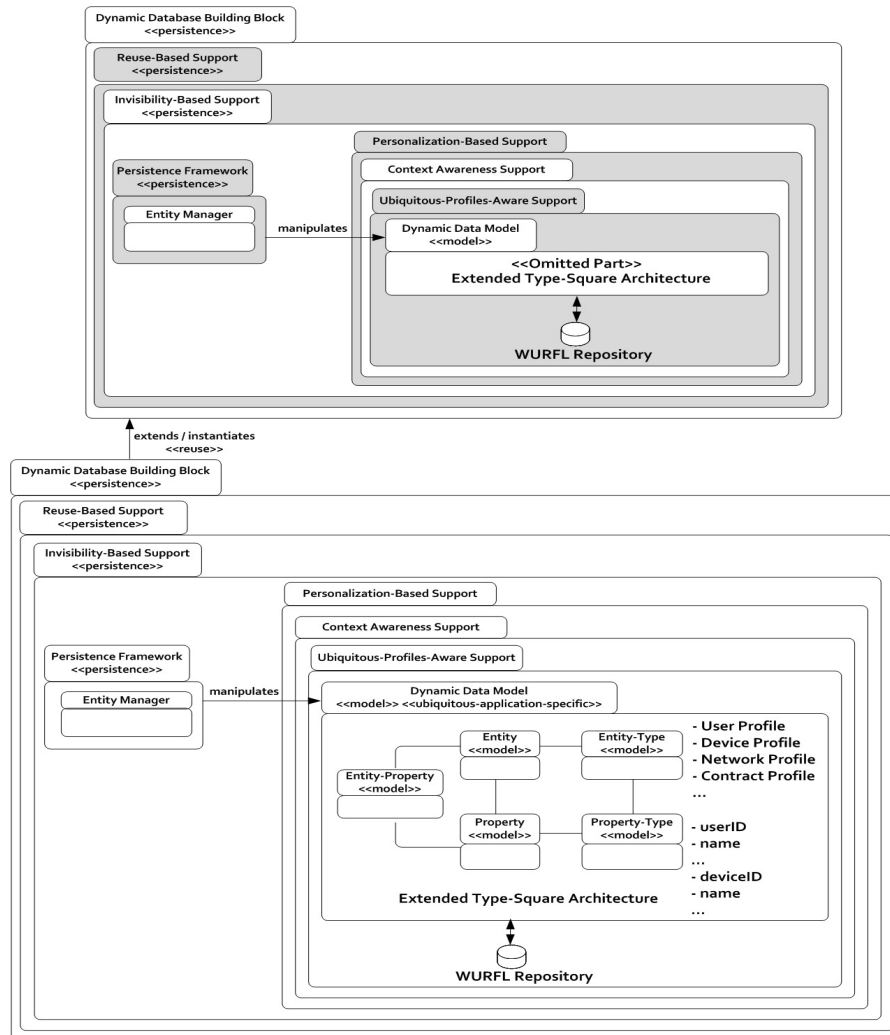 Dynamic Database Building Block
<<persistence>>
Reuse-Based Support
<<persistence>>
Invisibility-Based Support
<<persistence>>
Personalization-Based Support
Context Awareness Support
Persistence Framework
<<persistence>>
Ubiquitous-Profiles-Aware Support
Entity Manager
manipulates
Dynamic Data Model
<<model>>
<<Omitted Part>>
Extended Type-Square Architecture
WURFL Repository
extends / instantiates
<<reuse>>
Dynamic Database Building Block
<<persistence>>
Reuse-Based Support
<<persistence>>
Invisibility-Based Support
<<persistence>>
Personalization-Based Support
Context Awareness Support
Persistence Framework
<<persistence>>
Ubiquitous-Profiles-Aware Support
Entity Manager
manipulates
Dynamic Data Model
<<model>> <<ubiquitous-application-specific>>
Entity
<<model>>
Entity-Type
<<model>>
- User Profile
- Device Profile
- Network Profile
- Contract Profile
...
Entity-Property
<<model>>
Property
<<model>>
Property-Type
<<model>>
- userID
- name
...
- deviceID
- name
...
Extended Type-Square Architecture
WURFL Repository